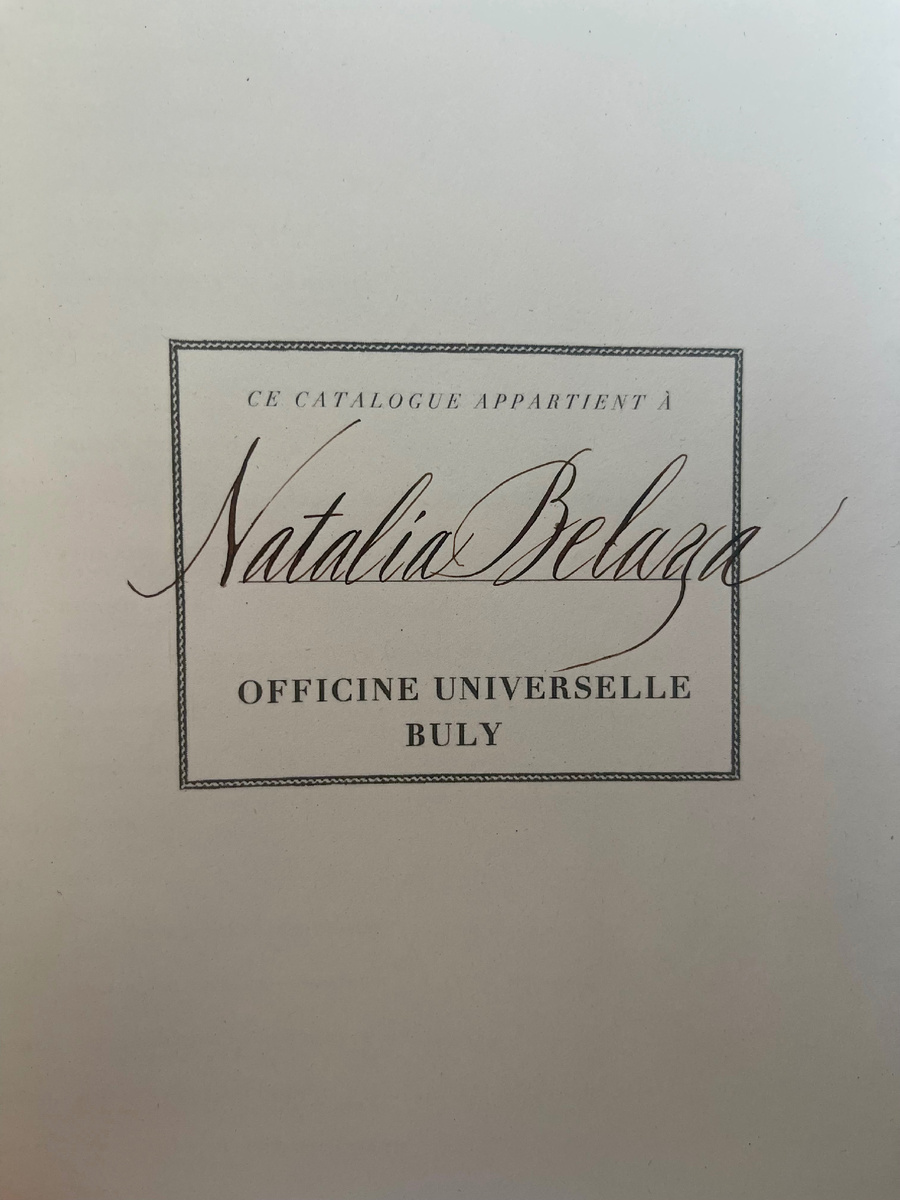 CE CATALOGUE APPARTIENT À
Natalia Belaza
OFFICINE UNIVERSELLE
BULY